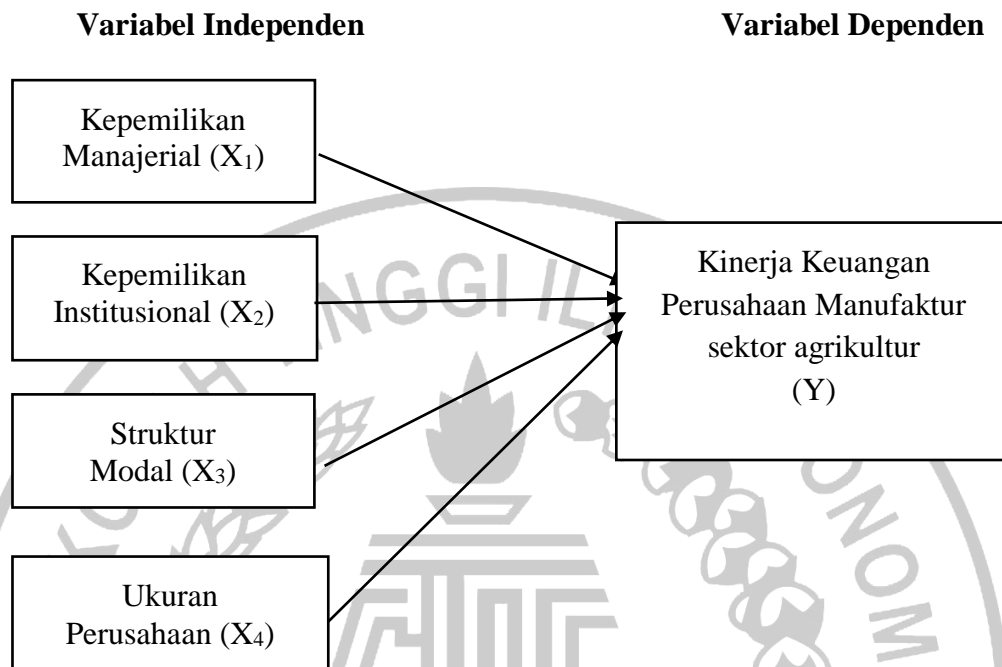 Variabel Independen
Variabel Dependen
Kepemilikan
Manajerial (X1)
Kepemilikan
Institusional (X2)
Struktur
Modal (X3)
Ukuran
Perusahaan (X4)
Kinerja Keuangan
Perusahaan Manufaktur
sektor agrikultur
(Y)